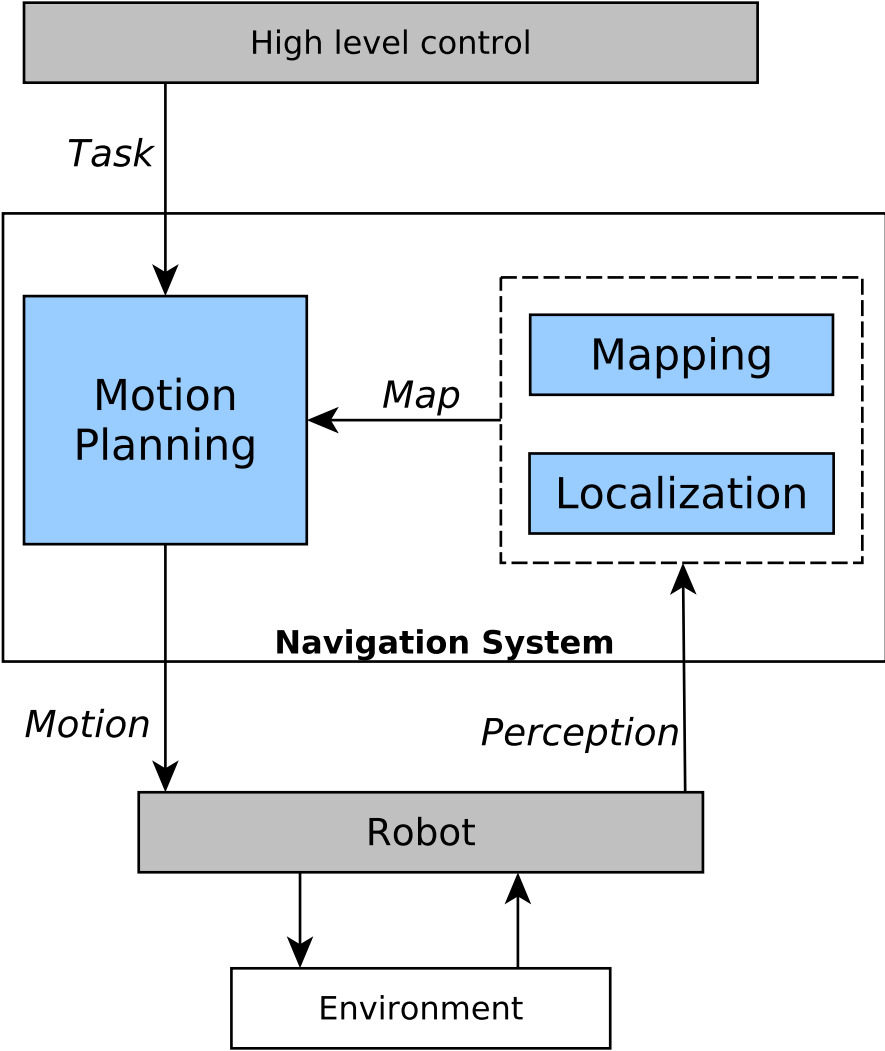 High level control
Task
Motion
Planning
Map
Mapping
Localization
Navigation System
Motion
Perception
Robot
Environment